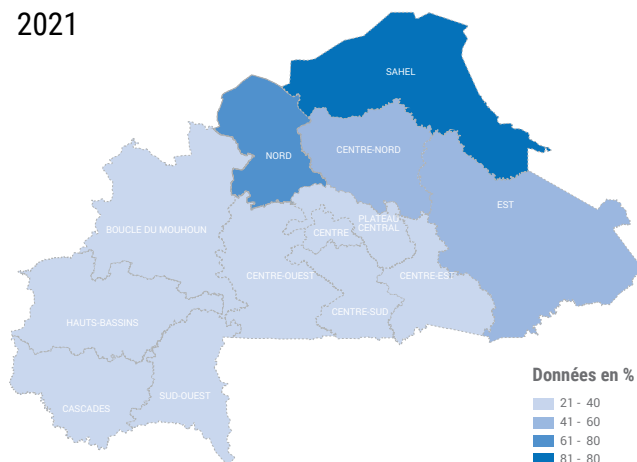 2021
SAHEL
NORD
CENTRE-NORD
EST
BOUCLE DU MOUHOUN
PLATEAU
CENTRAL
CENTRE
CENTRE-OUEST
CENTRE-EST
CENTRE-SUD
HAUTS-BASSINS
CASCADES
SUD-OUEST
Données en %
21 - 40
41 - 60
61 - 80
81 - 80